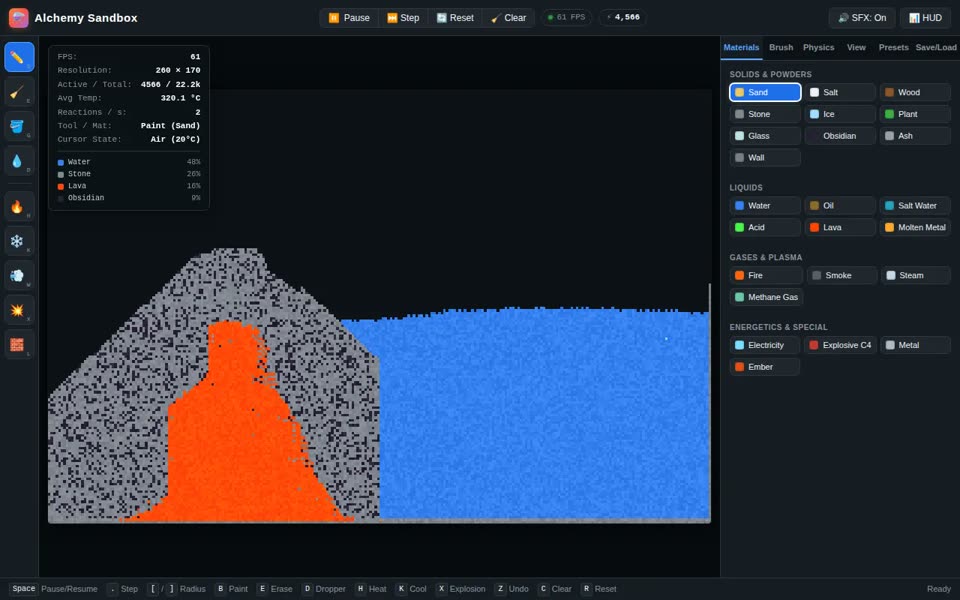 Alchemy Sandbox
Pause Step Reset Clear 61 FPS 4,566 SFX: On HUD
FPS: 61
Resolution: 260 × 170
Active / Total: 4566 / 22.2k
Avg Temp: 320.1 °C
Reactions / s: 2
Tool / Mat: Paint (Sand)
Cursor State: Air (20°C)
Water 48%
Stone 26%
Lava 16%
Obsidian 9%
Materials Brush Physics View Presets Save/Load
SOLIDS & POWDERS
Sand Salt Wood
Stone Ice Plant
Glass Obsidian Ash
Wall
LIQUIDS
Water Oil Salt Water
Acid Lava Molten Metal
GASES & PLASMA
Fire Smoke Steam
Methane Gas
ENERGETICS & SPECIAL
Electricity Explosive C4 Metal
Ember
Space Pause/Resume . Step [ / ] Radius B Paint E Erase D Dropper H Heat K Cool X Explosion Z Undo C Clear R Reset Ready